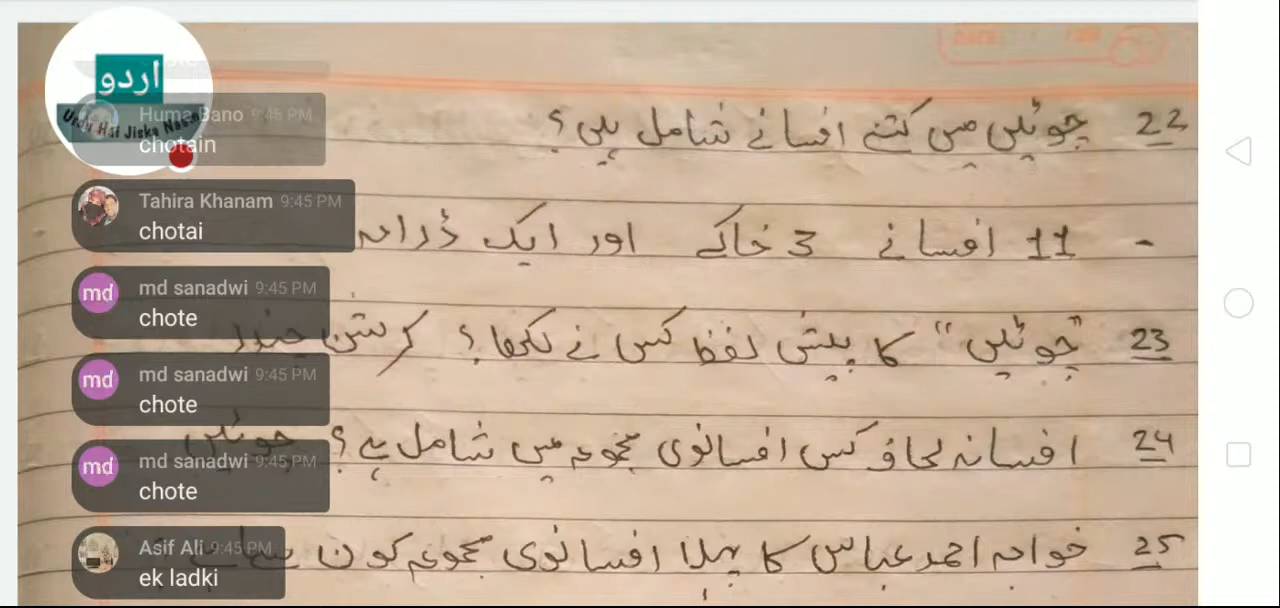 اردو
Urdu Hai Jiska Naam
Huma Bano 9:45 PM
chotain
Tahira Khanam 9:45 PM
chotai
md sanadwi 9:45 PM
chote
md sanadwi 9:45 PM
chote
md sanadwi 9:45 PM
chote
Asif Ali 9:45 PM
ek ladki
22 چوٹیں میں کتنے افسانے شامل ہیں؟
- 11 افسانے 3 خاکے اور ایک ڈرامہ
23 "چوٹیں" کا پیش لفظ کس نے لکھا؟ کرشن چندر
24 افسانہ لحاف کس افسانوی مجموعہ میں شامل ہے؟ چوٹیں
25 خواجہ احمد عباس کا پہلا افسانوی مجموعہ کون سا ہے؟